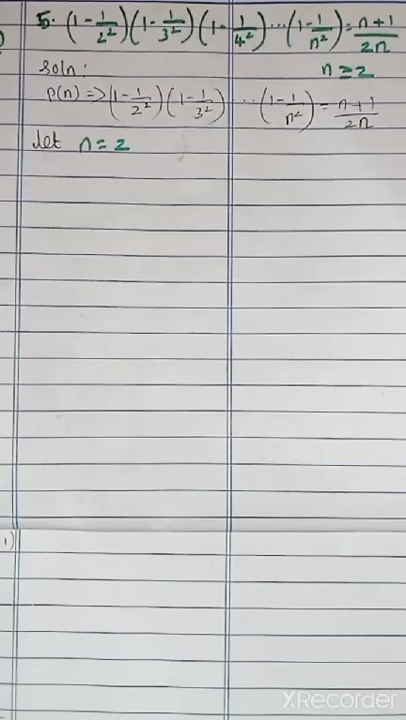 5. (1-1/2²)(1-1/3²)(1-1/4²)...(1-1/n²)=n+1/2n
n≥2
Soln:
P(n)=>(1-1/2²)(1-1/3²)...(1-1/n²)=n+1/2n
let n=2
1)
XRecorder